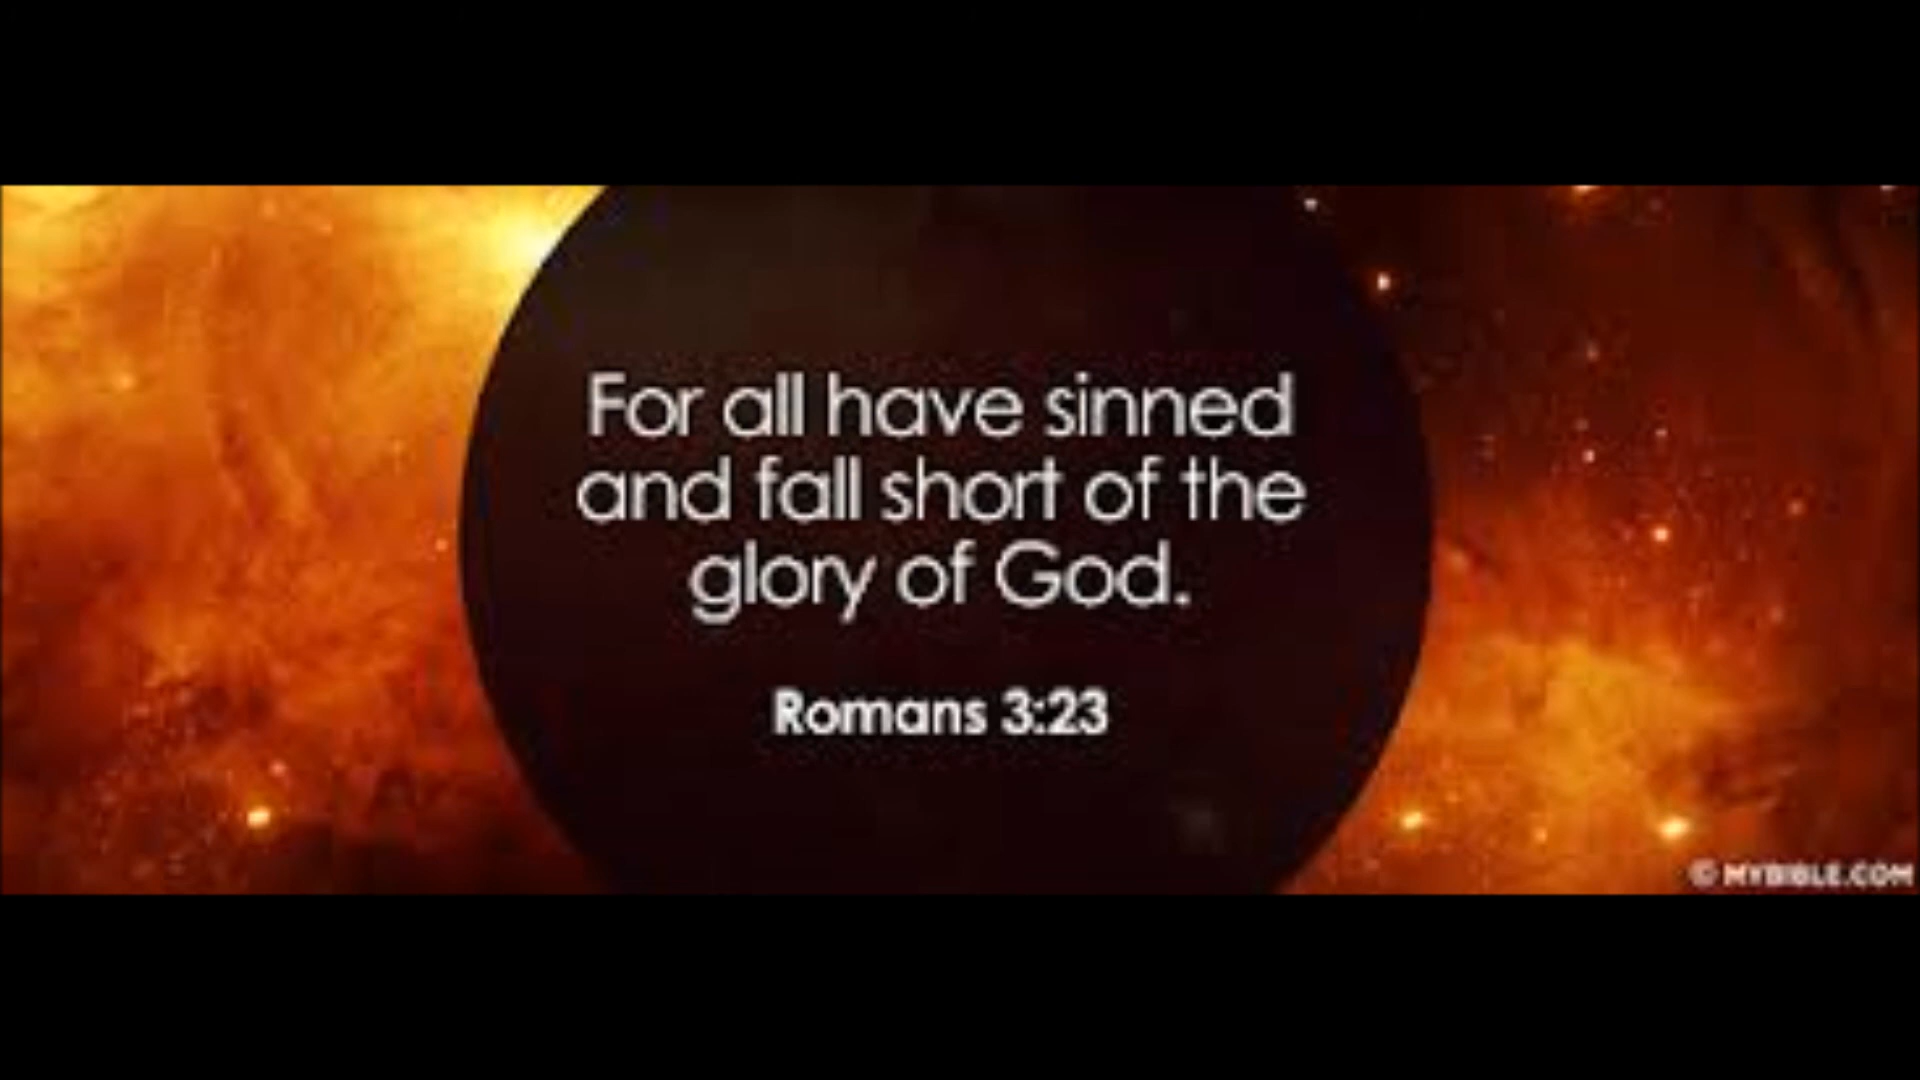 For all have sinned
and fall short of the
glory of God.
Romans 3:23
© MYBIBLE.COM